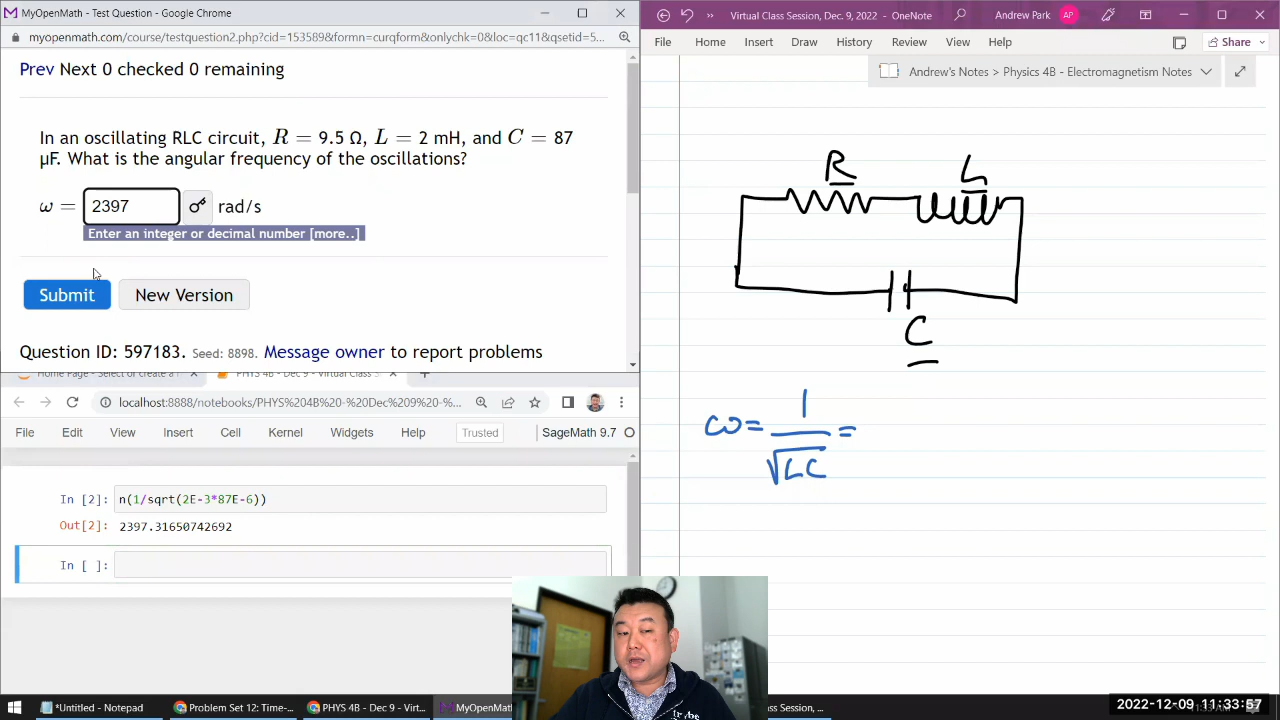 MyOpenMath - Test Question - Google Chrome
myopenmath.com/course/testquestion2.php?cid=153589&formn=curqform&onlychk=0&loc=qc11&qsetid=5...
Prev Next 0 checked 0 remaining
In an oscillating RLC circuit, R = 9.5 Ω, L = 2 mH, and C = 87
μF. What is the angular frequency of the oscillations?
ω = 2397 rad/s
Enter an integer or decimal number [more..]
Submit
New Version
Question ID: 597183. Seed: 8898. Message owner to report problems
Home Page - Select or create a
PHYS 4B - Dec 9 - Virtual Class
localhost:8888/notebooks/PHYS%204B%20-%20Dec%209%20-%...
File Edit View Insert Cell Kernel Widgets Help Trusted SageMath 9.7
In [2]: n(1/sqrt(2E-3*87E-6))
Out[2]: 2397.31650742692
In [ ]:
Virtual Class Session, Dec. 9, 2022 - OneNote
Andrew Park AP
File Home Insert Draw History Review View Help Share
Andrew's Notes > Physics 4B - Electromagnetism Notes
R L
C
ω = 1/√LC =
*Untitled - Notepad
Problem Set 12: Time-...
PHYS 4B - Dec 9 - Virt...
MyOpenMath
ss Session, ...
2022-12-09 11:33:57